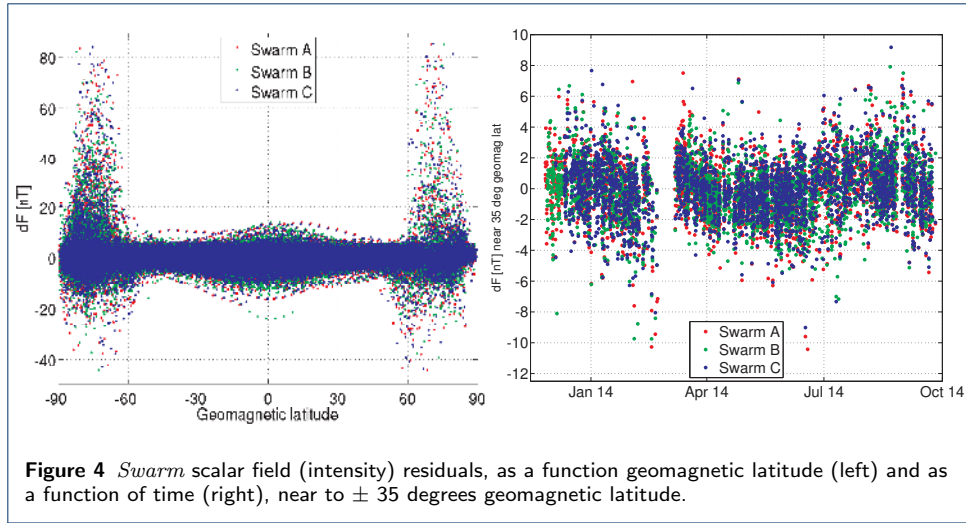 Swarm A
Swarm B
Swarm C
80
60
40
20
0
-20
-40
dF [nT]
-90 -60 -30 0 30 60 90
Geomagnetic latitude
10
8
6
4
2
0
-2
-4
-6
-8
-10
-12
dF [nT] near 35 deg geomag lat
Swarm A
Swarm B
Swarm C
Jan 14 Apr 14 Jul 14 Oct 14
Figure 4 Swarm scalar field (intensity) residuals, as a function geomagnetic latitude (left) and as
a function of time (right), near to ± 35 degrees geomagnetic latitude.